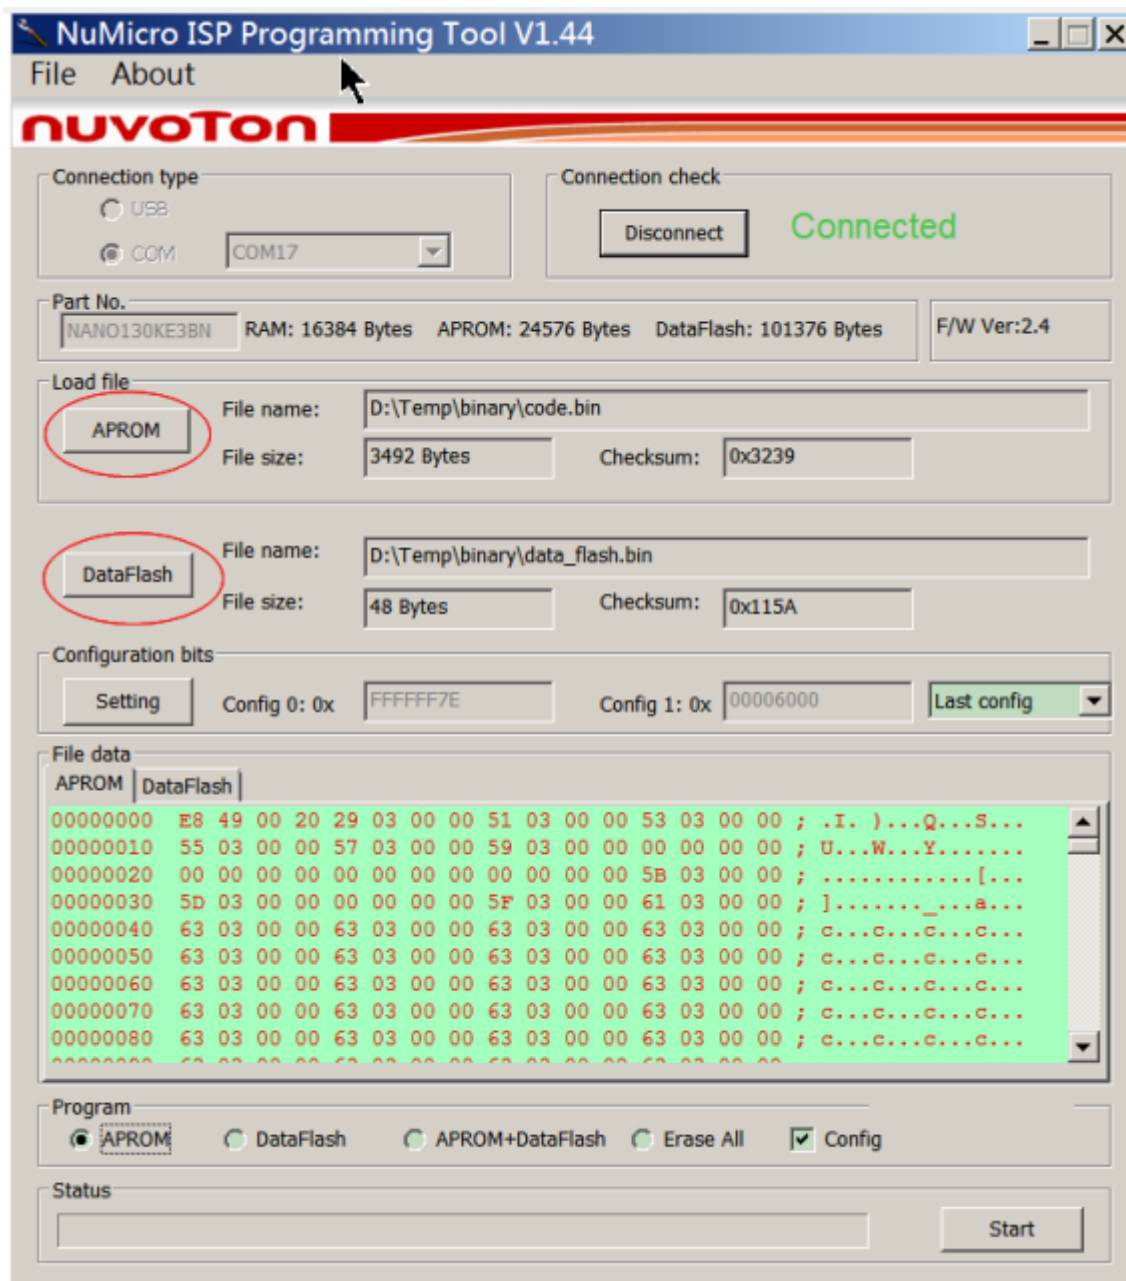 NuMicro ISP Programming Tool V1.44
File About
nuvoTon
Connection type
USB
COM COM17
Connection check
Disconnect Connected
Part No.
NANO130KE3BN RAM: 16384 Bytes APROM: 24576 Bytes DataFlash: 101376 Bytes F/W Ver:2.4
Load file
APROM
File name: D:\Temp\binary\code.bin
File size: 3492 Bytes Checksum: 0x3239
DataFlash
File name: D:\Temp\binary\data_flash.bin
File size: 48 Bytes Checksum: 0x115A
Configuration bits
Setting Config 0: 0x FFFFFF7E Config 1: 0x 00006000 Last config
File data
APROM DataFlash
00000000 E8 49 00 20 29 03 00 00 51 03 00 00 53 03 00 00 ; .I. )...Q...S...
00000010 55 03 00 00 57 03 00 00 59 03 00 00 00 00 00 00 ; U...W...Y.......
00000020 00 00 00 00 00 00 00 00 00 00 00 00 5B 03 00 00 ; ............[...
00000030 5D 03 00 00 00 00 00 00 5F 03 00 00 61 03 00 00 ; ]......._...a...
00000040 63 03 00 00 63 03 00 00 63 03 00 00 63 03 00 00 ; c...c...c...c...
00000050 63 03 00 00 63 03 00 00 63 03 00 00 63 03 00 00 ; c...c...c...c...
00000060 63 03 00 00 63 03 00 00 63 03 00 00 63 03 00 00 ; c...c...c...c...
00000070 63 03 00 00 63 03 00 00 63 03 00 00 63 03 00 00 ; c...c...c...c...
00000080 63 03 00 00 63 03 00 00 63 03 00 00 63 03 00 00 ; c...c...c...c...
Program
APROM DataFlash APROM+DataFlash Erase All Config
Status
Start